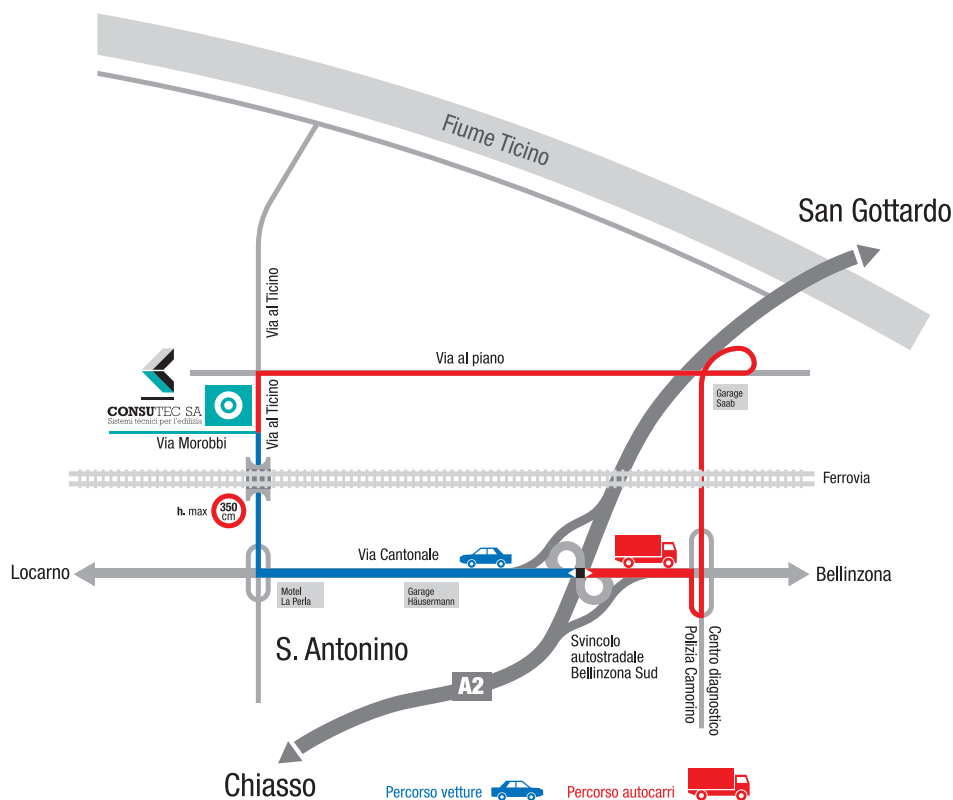 Fiume Ticino
San Gottardo
Via al Ticino
Via al piano
Garage
Saab
CONSUTEC SA
Sistemi tecnici per l'edilizia
Via al Ticino
Via Morobbi
Ferrovia
h. max
350
cm
Via Cantonale
Locarno
Bellinzona
Motel
La Perla
Garage
Häusermann
S. Antonino
Svincolo
autostradale
Bellinzona Sud
Centro diagnostico
Polizia Camorino
A2
Chiasso
Percorso vetture
Percorso autocarri